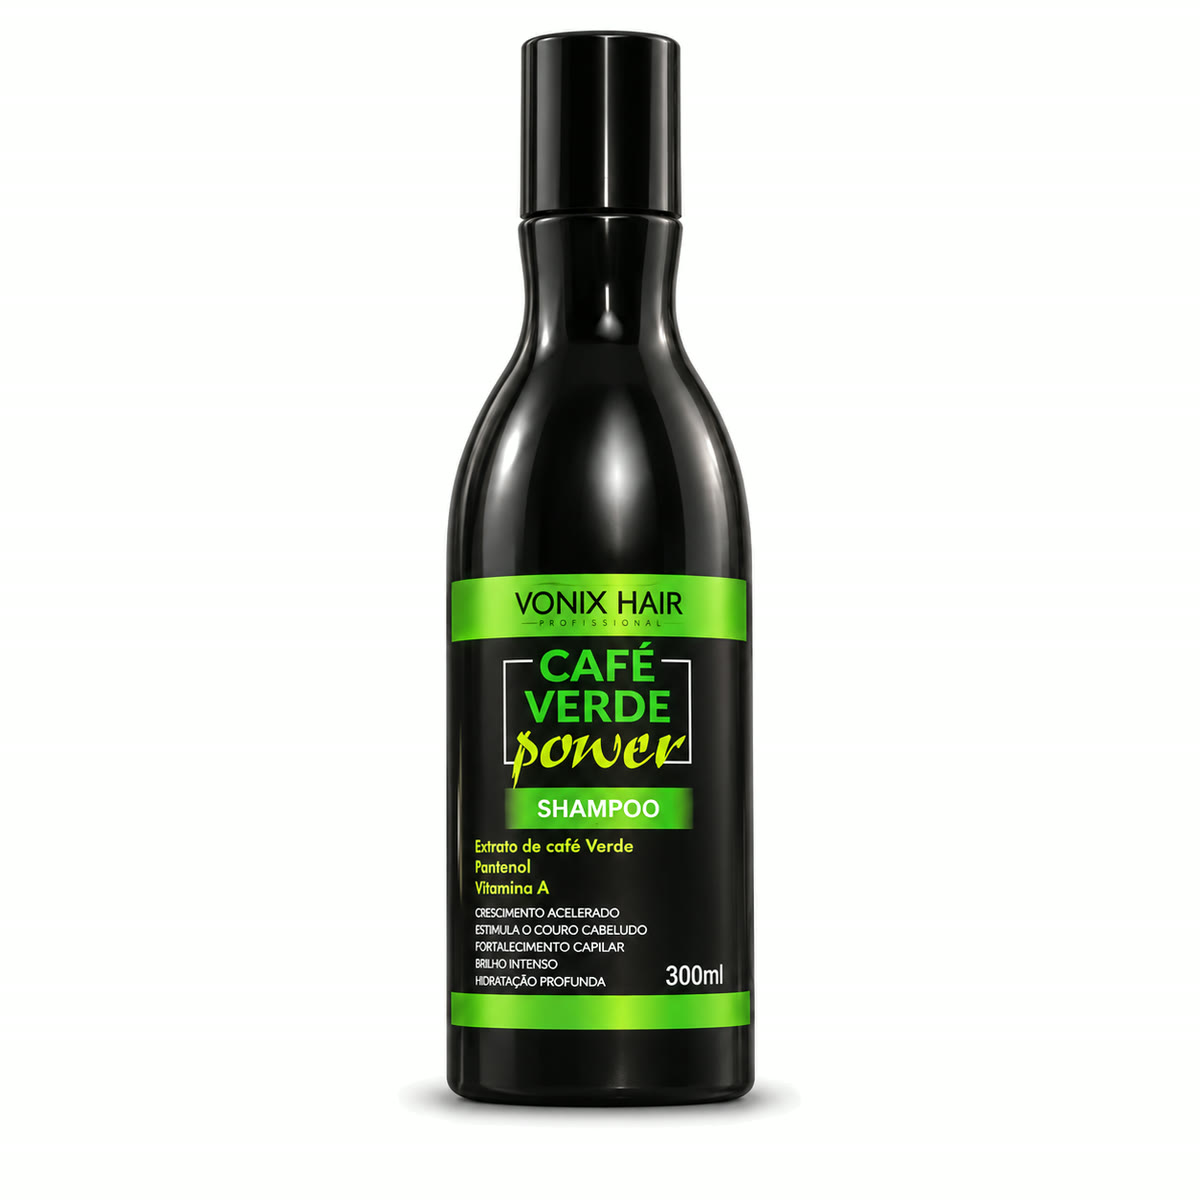 VONIX HAIR
PROFISSIONAL
CAFÉ
VERDE
power
SHAMPOO
Extrato de café Verde
Pantenol
Vitamina A
CRESCIMENTO ACELERADO
ESTIMULA O COURO CABELUDO
FORTALECIMENTO CAPILAR
BRILHO INTENSO
HIDRATAÇÃO PROFUNDA
300ml